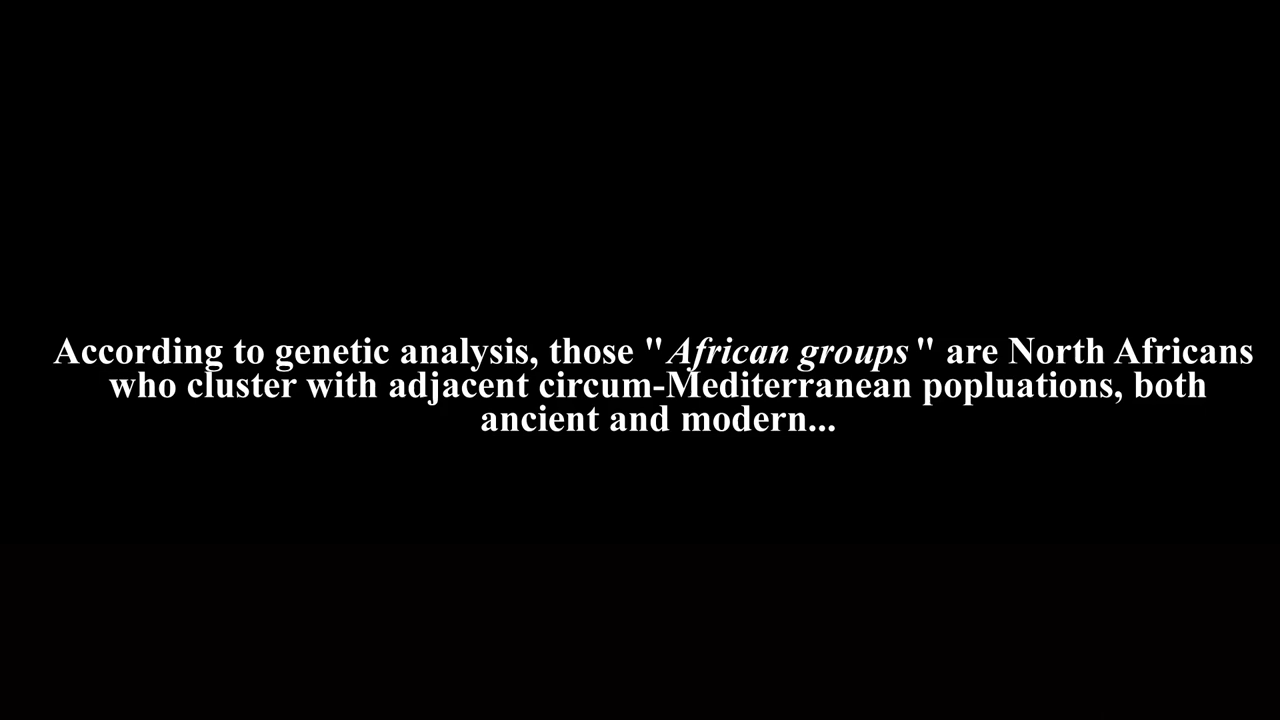 According to genetic analysis, those "African groups" are North Africans
who cluster with adjacent circum-Mediterranean popluations, both
ancient and modern...